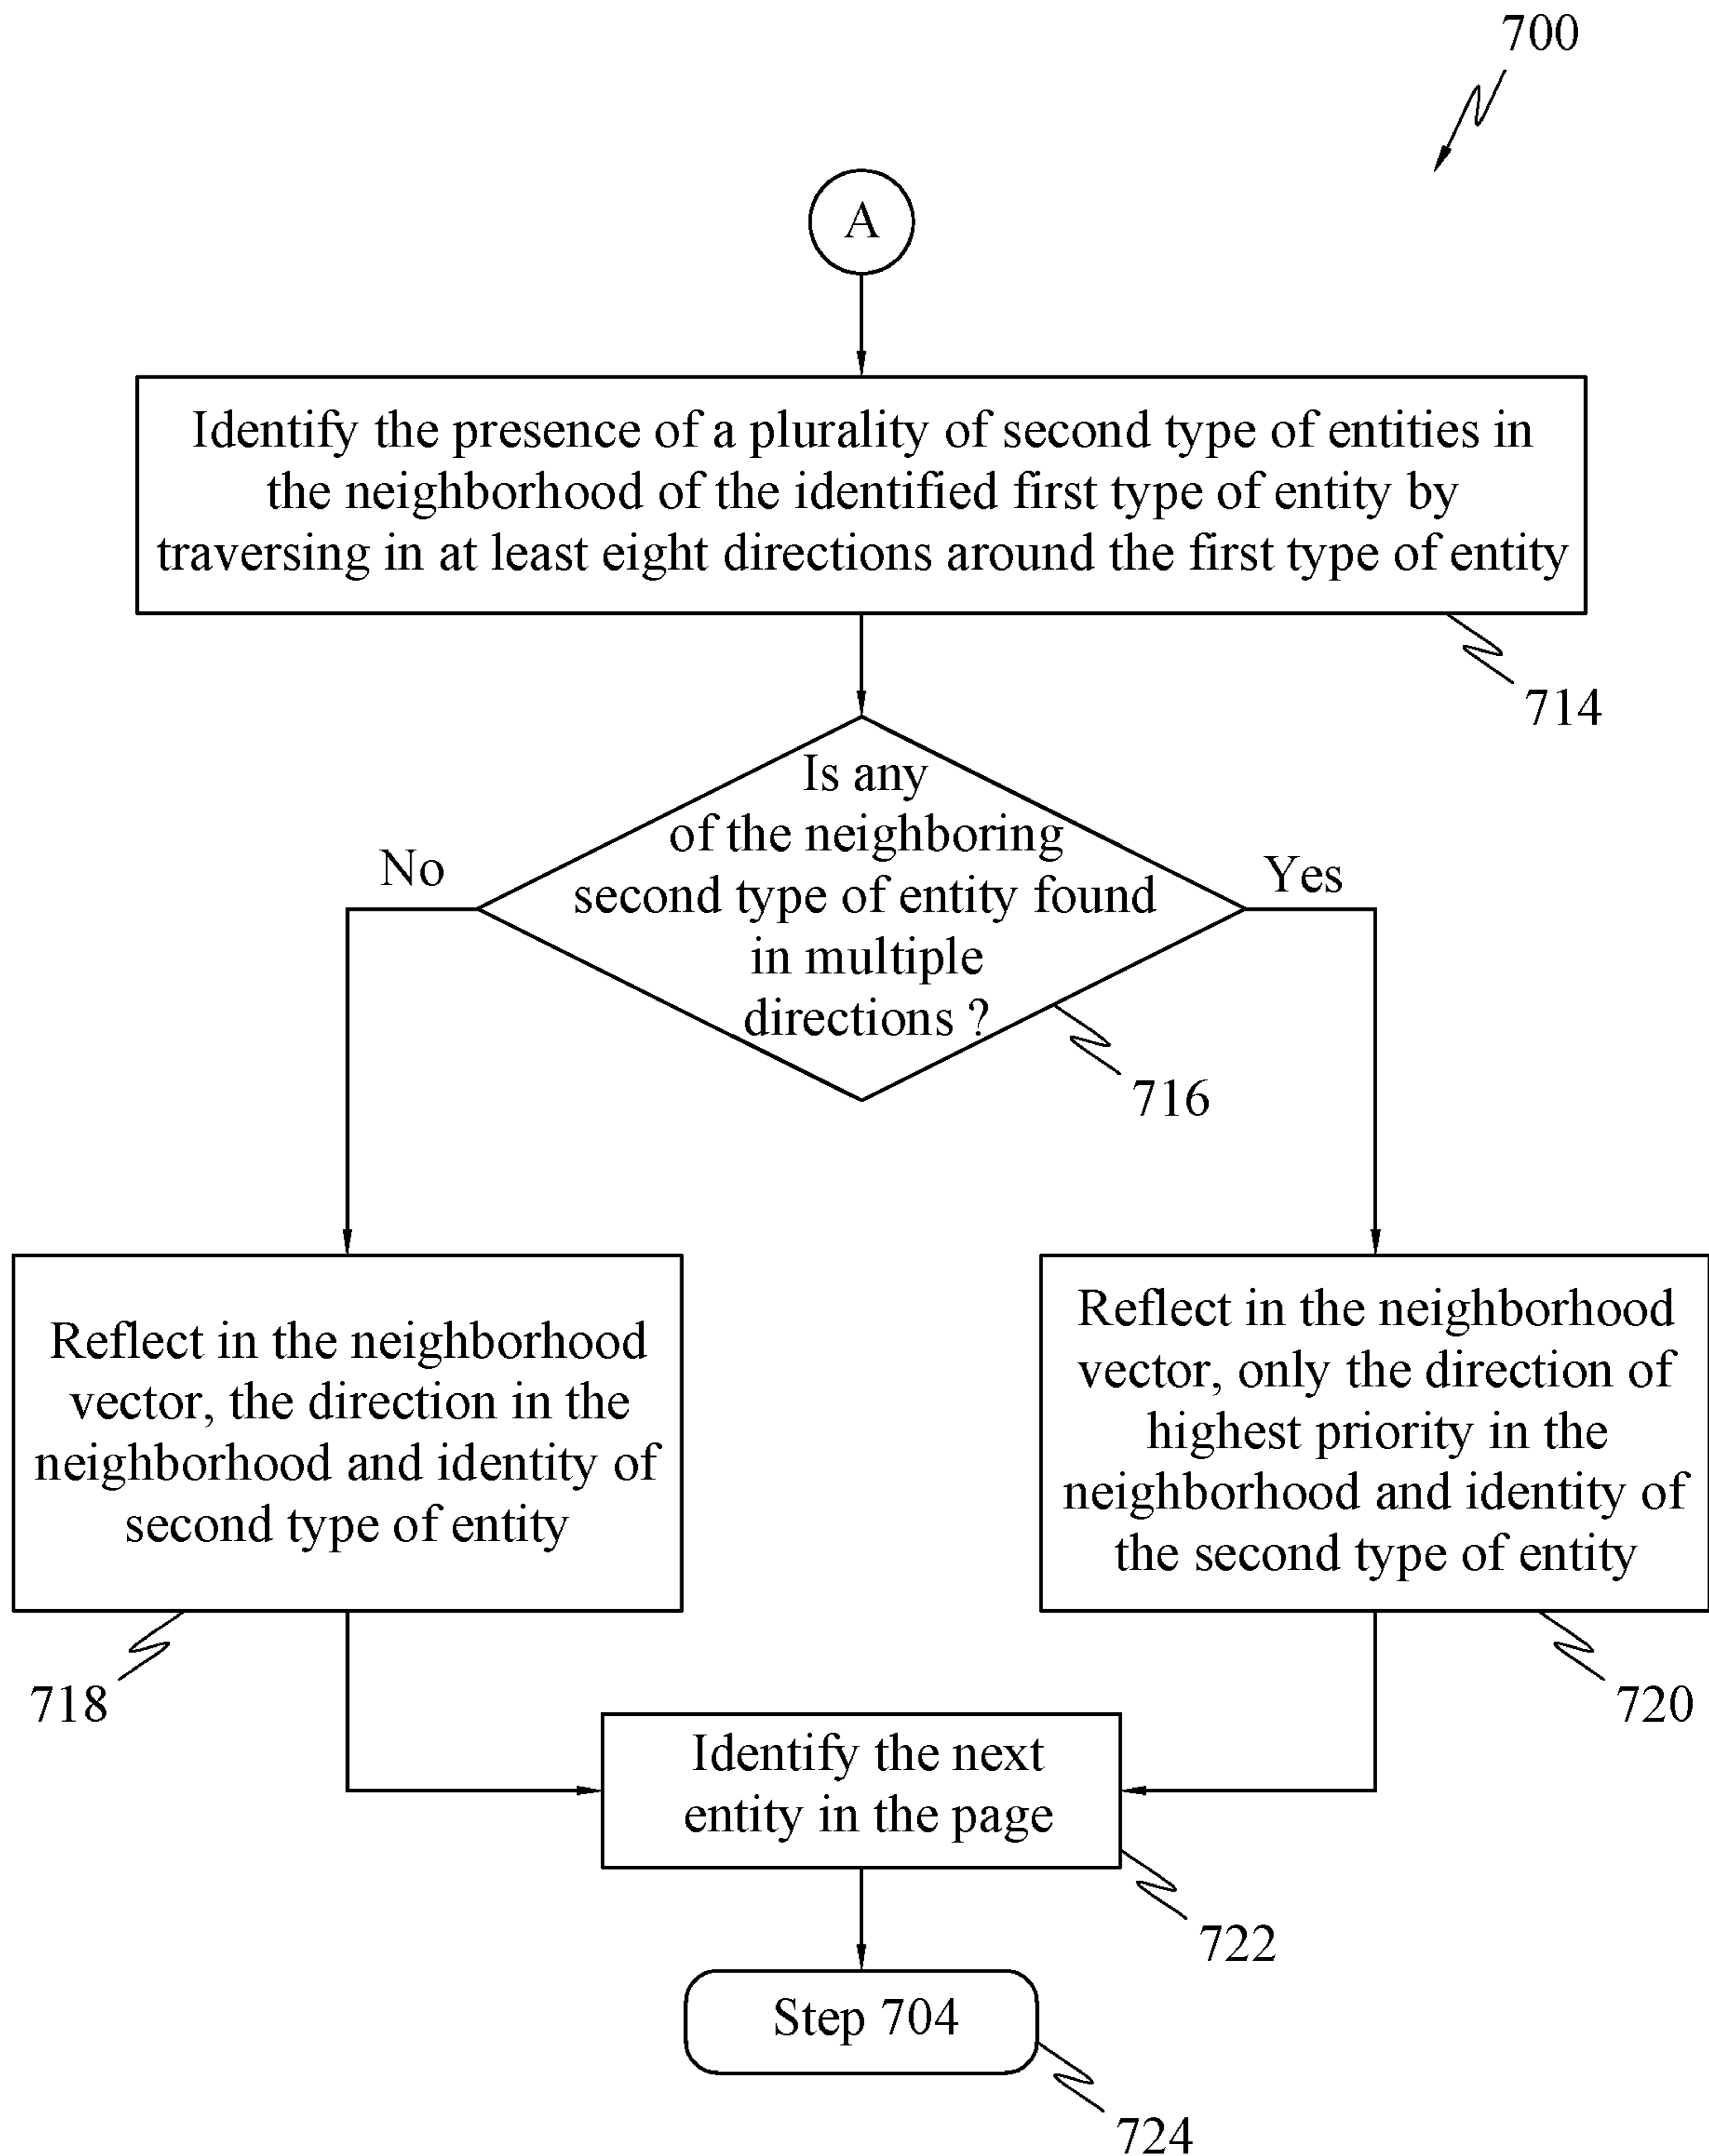 700
A
Identify the presence of a plurality of second type of entities in
the neighborhood of the identified first type of entity by
traversing in at least eight directions around the first type of entity
714
Is any
of the neighboring
second type of entity found
in multiple
directions ?
No
Yes
716
Reflect in the neighborhood
vector, the direction in the
neighborhood and identity of
second type of entity
718
Reflect in the neighborhood
vector, only the direction of
highest priority in the
neighborhood and identity of
the second type of entity
720
Identify the next
entity in the page
722
Step 704
724